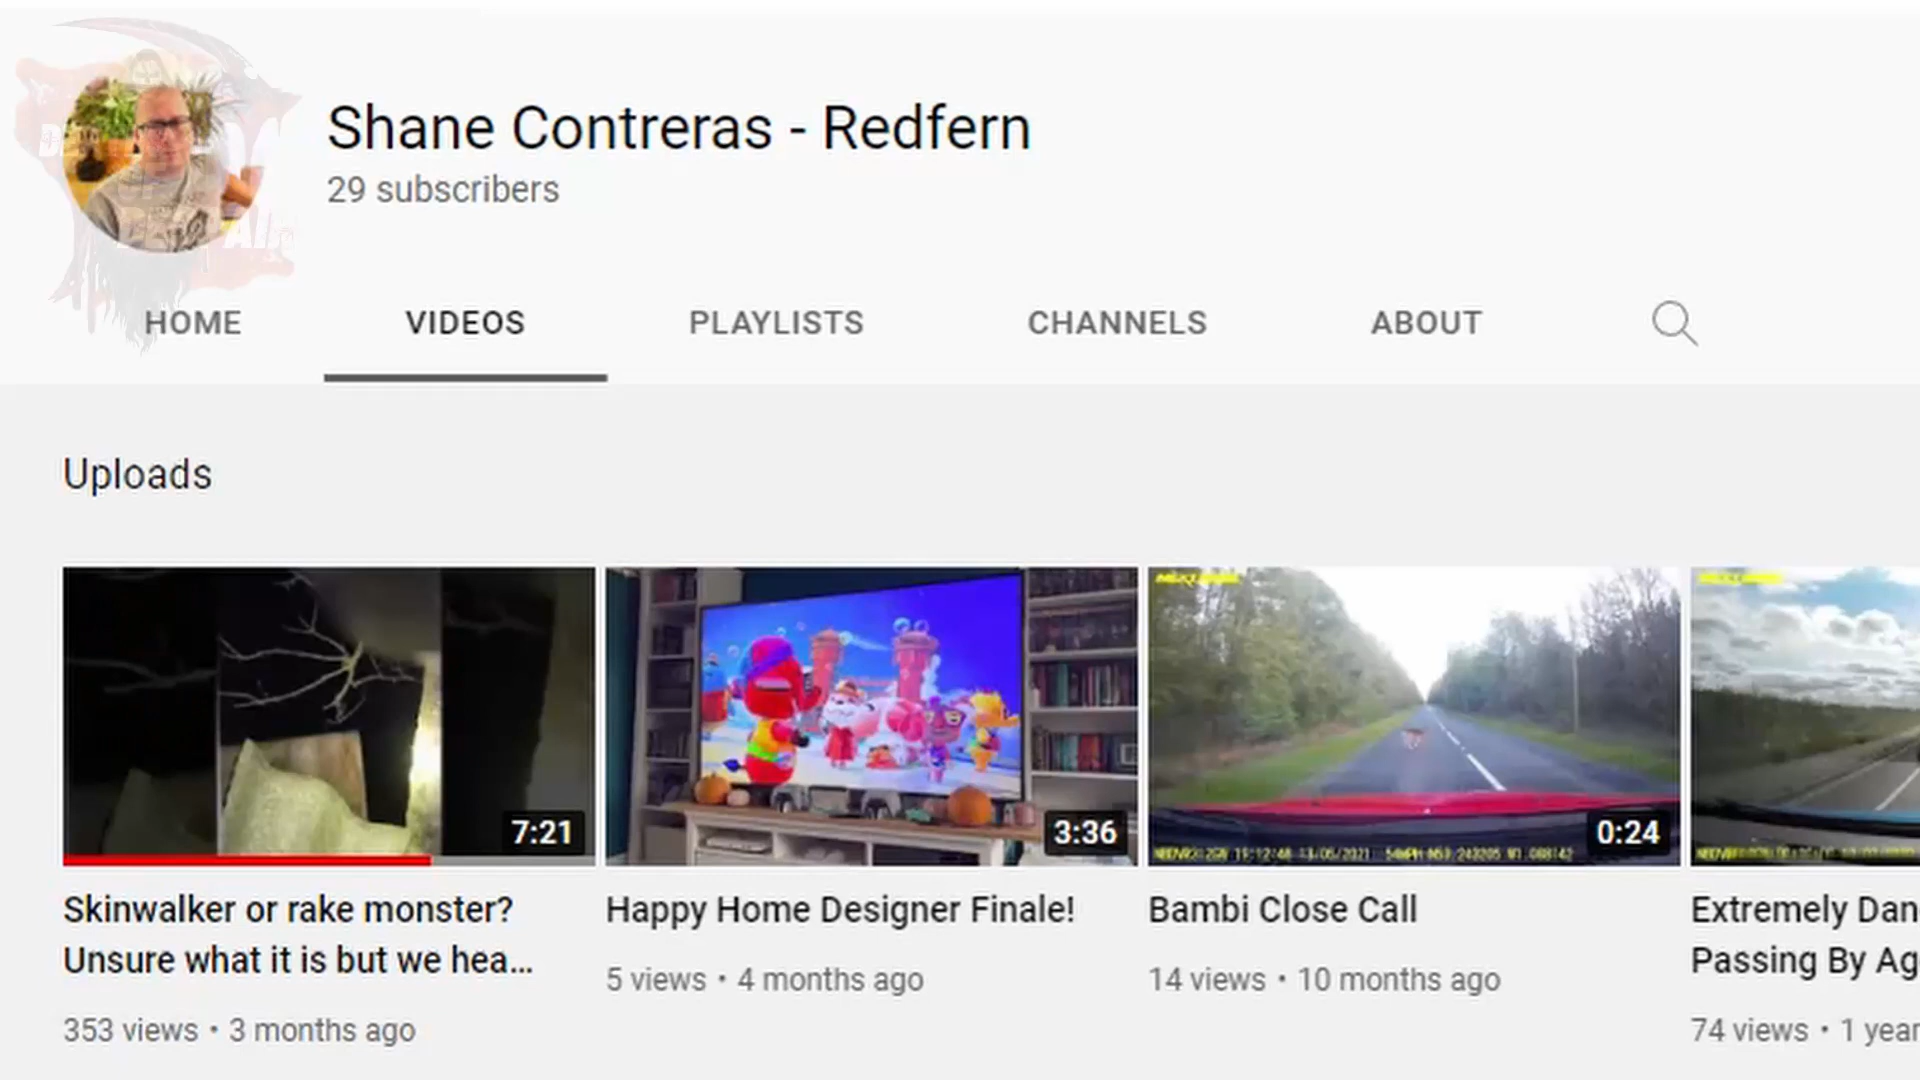 Shane Contreras - Redfern
29 subscribers
HOME VIDEOS PLAYLISTS CHANNELS ABOUT
Uploads
7:21
3:36
0:24
Skinwalker or rake monster?
Unsure what it is but we hea...
353 views • 3 months ago
Happy Home Designer Finale!
5 views • 4 months ago
Bambi Close Call
14 views • 10 months ago
Extremely Dan
Passing By Ag
74 views • 1 year